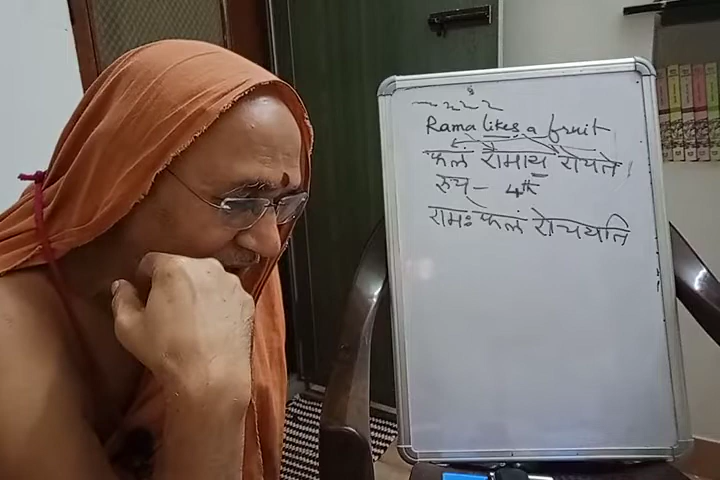 Rama likes a fruit
फलं रामाय रोचते
रुच् - 4th
रामः फलं रोचयति